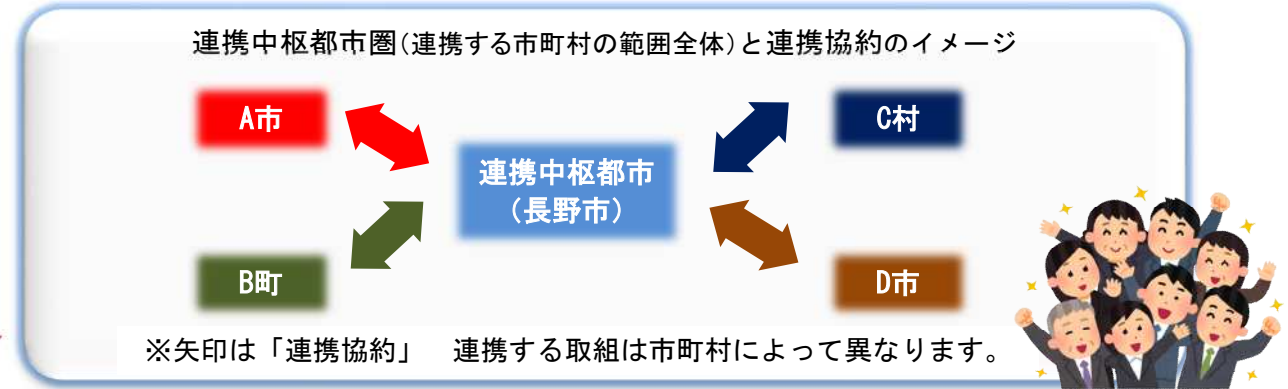 連携中枢都市圏(連携する市町村の範囲全体)と連携協約のイメージ
A市
C村
連携中枢都市
(長野市)
B町
D市
※矢印は「連携協約」　連携する取組は市町村によって異なります。